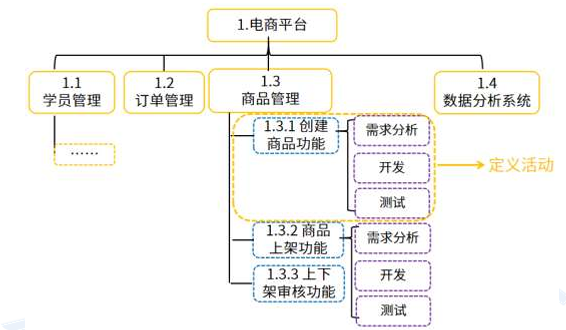 1.电商平台
1.1
学员管理
1.2
订单管理
1.3
商品管理
1.4
数据分析系统
……
1.3.1 创建
商品功能
需求分析
开发
测试
定义活动
1.3.2 商品
上架功能
需求分析
1.3.3 上下
架审核功能
开发
测试